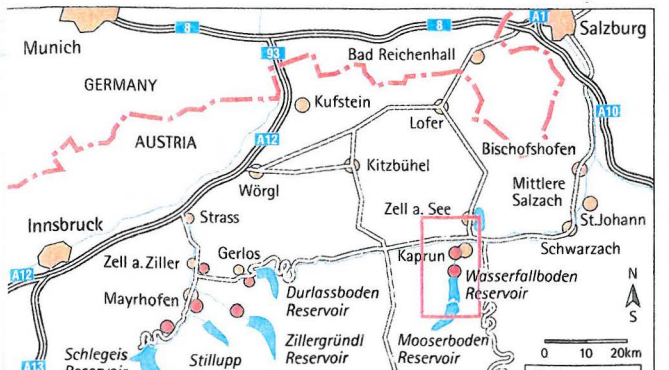 Munich
8
8
A1
Salzburg
93
Bad Reichenhall
GERMANY
Kufstein
A10
Lofer
AUSTRIA
A12
Bischofshofen
Kitzbühel
Wörgl
Mittlere
Salzach
Zell a. See
Strass
St.Johann
Innsbruck
Schwarzach
Gerlos
Kaprun
Zell a.Ziller
A12
Wasserfallboden
Reservoir
Durlassboden
Reservoir
Mayrhofen
N
S
Zillergründl
Reservoir
Mooserboden
Reservoir
0 10 20km
Schlegeis
Reservoir
Stillupp
A13